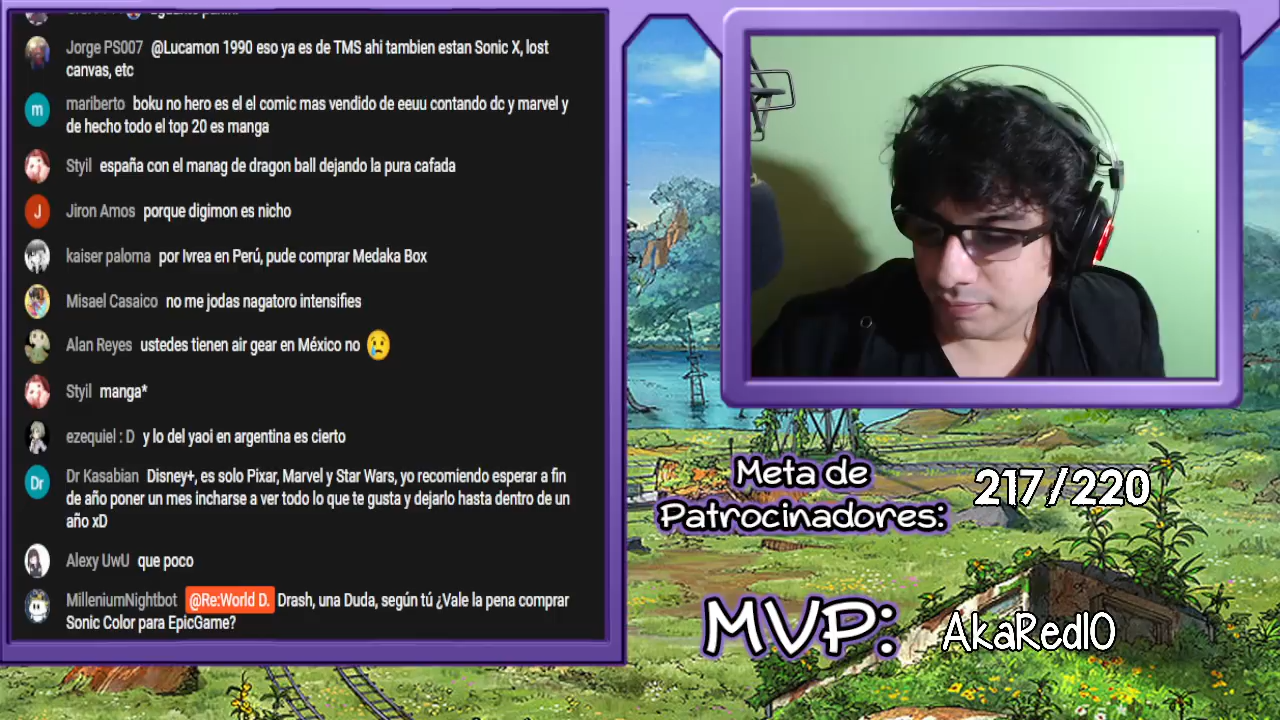 Jorge PS007 @Lucamon 1990 eso ya es de TMS ahi tambien estan Sonic X, lost
canvas, etc
m mariberto boku no hero es el el comic mas vendido de eeuu contando dc y marvel y
de hecho todo el top 20 es manga
Styil españa con el manag de dragon ball dejando la pura cafada
J Jiron Amos porque digimon es nicho
kaiser paloma por Ivrea en Perú, pude comprar Medaka Box
Misael Casaico no me jodas nagatoro intensifies
Alan Reyes ustedes tienen air gear en México no
Styil manga*
ezequiel : D y lo del yaoi en argentina es cierto
Dr Dr Kasabian Disney+, es solo Pixar, Marvel y Star Wars, yo recomiendo esperar a fin
de año poner un mes incharse a ver todo lo que te gusta y dejarlo hasta dentro de un
año xD
Alexy UwU que poco
MilleniumNightbot @Re:World D. Drash, una Duda, según tú ¿Vale la pena comprar
Sonic Color para EpicGame?
Meta de
Patrocinadores:
217/220
MVP:
AkaRed10